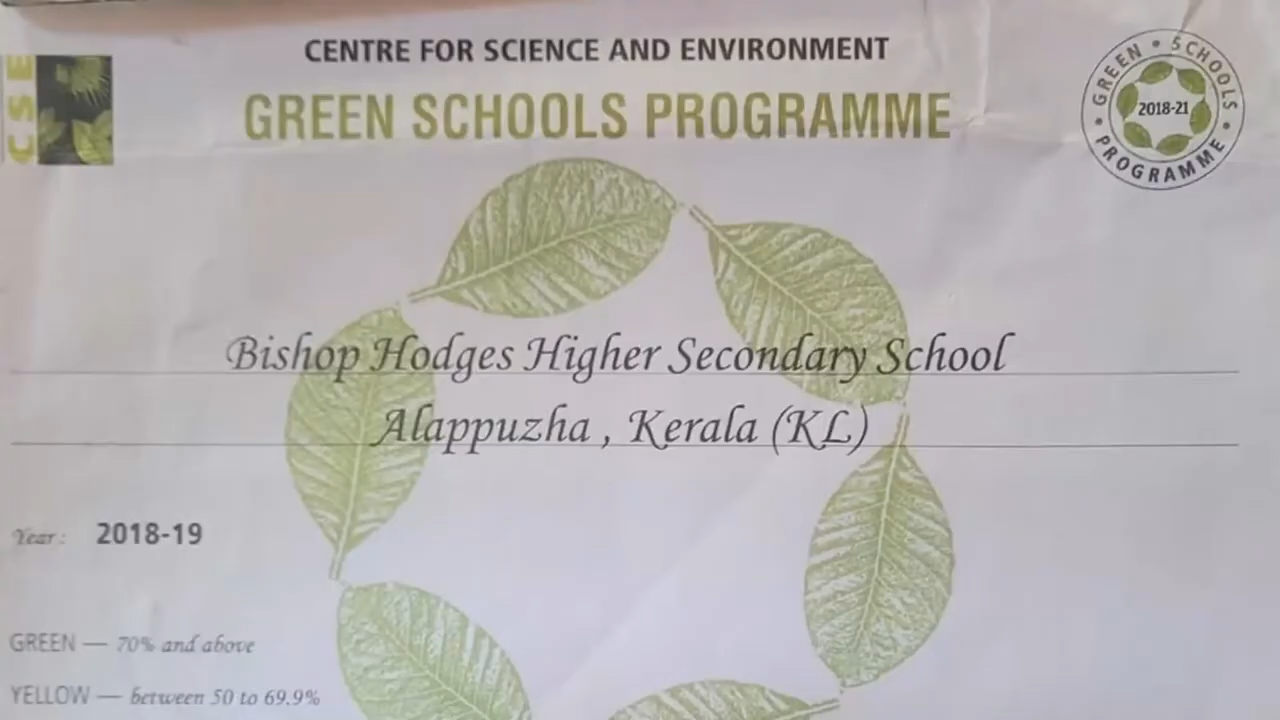 CSE
CENTRE FOR SCIENCE AND ENVIRONMENT
GREEN SCHOOLS PROGRAMME
GREEN • SCHOOLS • PROGRAMME •
2018-21
Bishop Hodges Higher Secondary School
Alappuzha , Kerala (KL)
Year : 2018-19
GREEN — 70% and above
YELLOW — between 50 to 69.9%